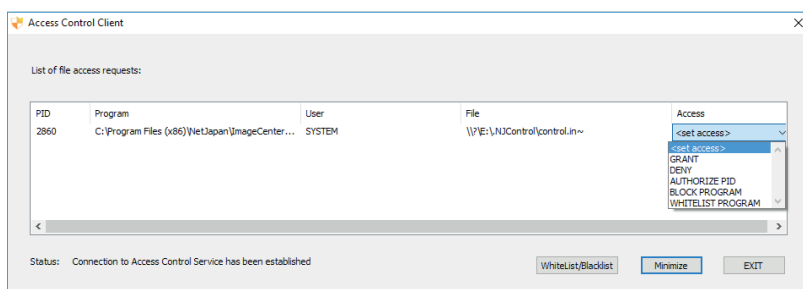 Access Control Client
List of file access requests:
PID Program User File Access
2860 C:\Program Files (x86)\NetJapan\ImageCenter... SYSTEM \\?\E:\.NJControl\control.in~ <set access>
<set access>
GRANT
DENY
AUTHORIZE PID
BLOCK PROGRAM
WHITELIST PROGRAM
Status: Connection to Access Control Service has been established
WhiteList/Blacklist Minimize EXIT